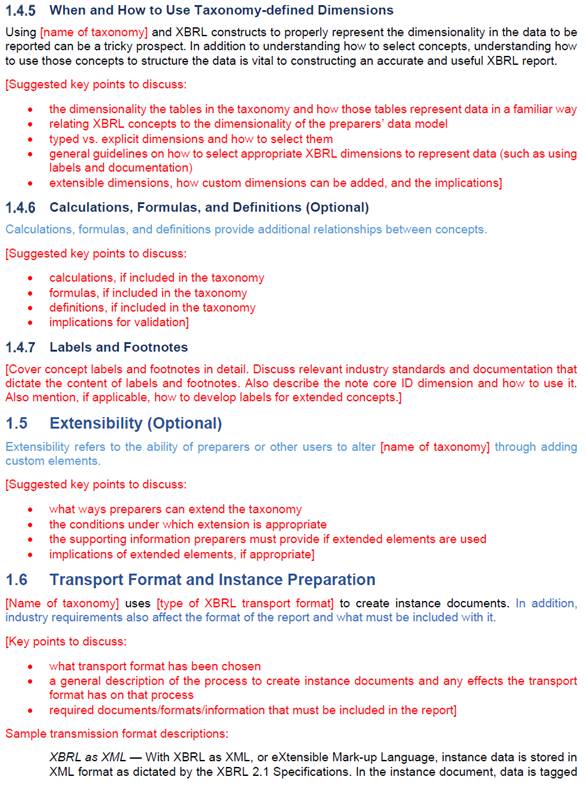 1.4.5 When and How to Use Taxonomy-defined Dimensions
Using [name of taxonomy] and XBRL constructs to properly represent the dimensionality in the data to be
reported can be a tricky prospect. In addition to understanding how to select concepts, understanding how
to use those concepts to structure the data is vital to constructing an accurate and useful XBRL report.
[Suggested key points to discuss:
• the dimensionality the tables in the taxonomy and how those tables represent data in a familiar way
• relating XBRL concepts to the dimensionality of the preparers' data model
• typed vs. explicit dimensions and how to select them
• general guidelines on how to select appropriate XBRL dimensions to represent data (such as using
labels and documentation)
• extensible dimensions, how custom dimensions can be added, and the implications]
1.4.6 Calculations, Formulas, and Definitions (Optional)
Calculations, formulas, and definitions provide additional relationships between concepts.
[Suggested key points to discuss:
• calculations, if included in the taxonomy
• formulas, if included in the taxonomy
• definitions, if included in the taxonomy
• implications for validation]
1.4.7 Labels and Footnotes
[Cover concept labels and footnotes in detail. Discuss relevant industry standards and documentation that
dictate the content of labels and footnotes. Also describe the note core ID dimension and how to use it.
Also mention, if applicable, how to develop labels for extended concepts.]
1.5 Extensibility (Optional)
Extensibility refers to the ability of preparers or other users to alter [name of taxonomy] through adding
custom elements.
[Suggested key points to discuss:
• what ways preparers can extend the taxonomy
• the conditions under which extension is appropriate
• the supporting information preparers must provide if extended elements are used
• implications of extended elements, if appropriate]
1.6 Transport Format and Instance Preparation
[Name of taxonomy] uses [type of XBRL transport format] to create instance documents. In addition,
industry requirements also affect the format of the report and what must be included with it.
[Key points to discuss:
• what transport format has been chosen
• a general description of the process to create instance documents and any effects the transport
format has on that process
• required documents/formats/information that must be included in the report]
Sample transmission format descriptions:
XBRL as XML — With XBRL as XML, or eXtensible Mark-up Language, instance data is stored in
XML format as dictated by the XBRL 2.1 Specifications. In the instance document, data is tagged